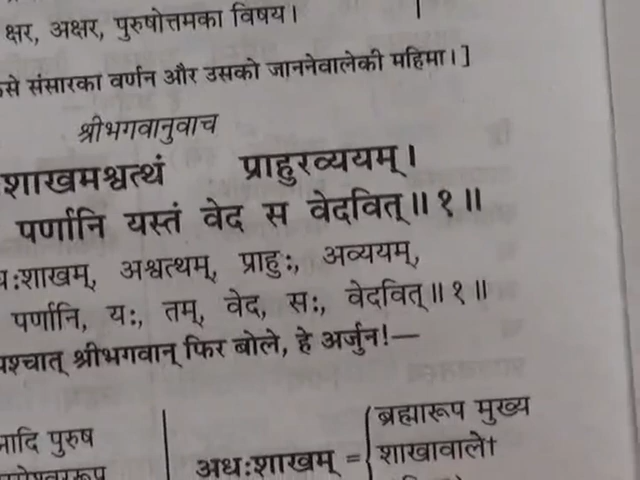 क्षर, अक्षर, पुरुषोत्तमका विषय।
संसारका वर्णन और उसको जाननेवालेकी महिमा।]
श्रीभगवानुवाच
शाखमश्वत्थं प्राहुरव्ययम्।
पर्णानि यस्तं वेद स वेदवित्॥ १॥
शाखम्, अश्वत्थम्, प्राहुः, अव्ययम्,
पर्णानि, यः, तम्, वेद, सः, वेदवित्॥ १॥
श्रीभगवान् फिर बोले, हे अर्जुन!—
ब्रह्मारूप मुख्य
पुरुष
अधःशाखम् = शाखावाले†